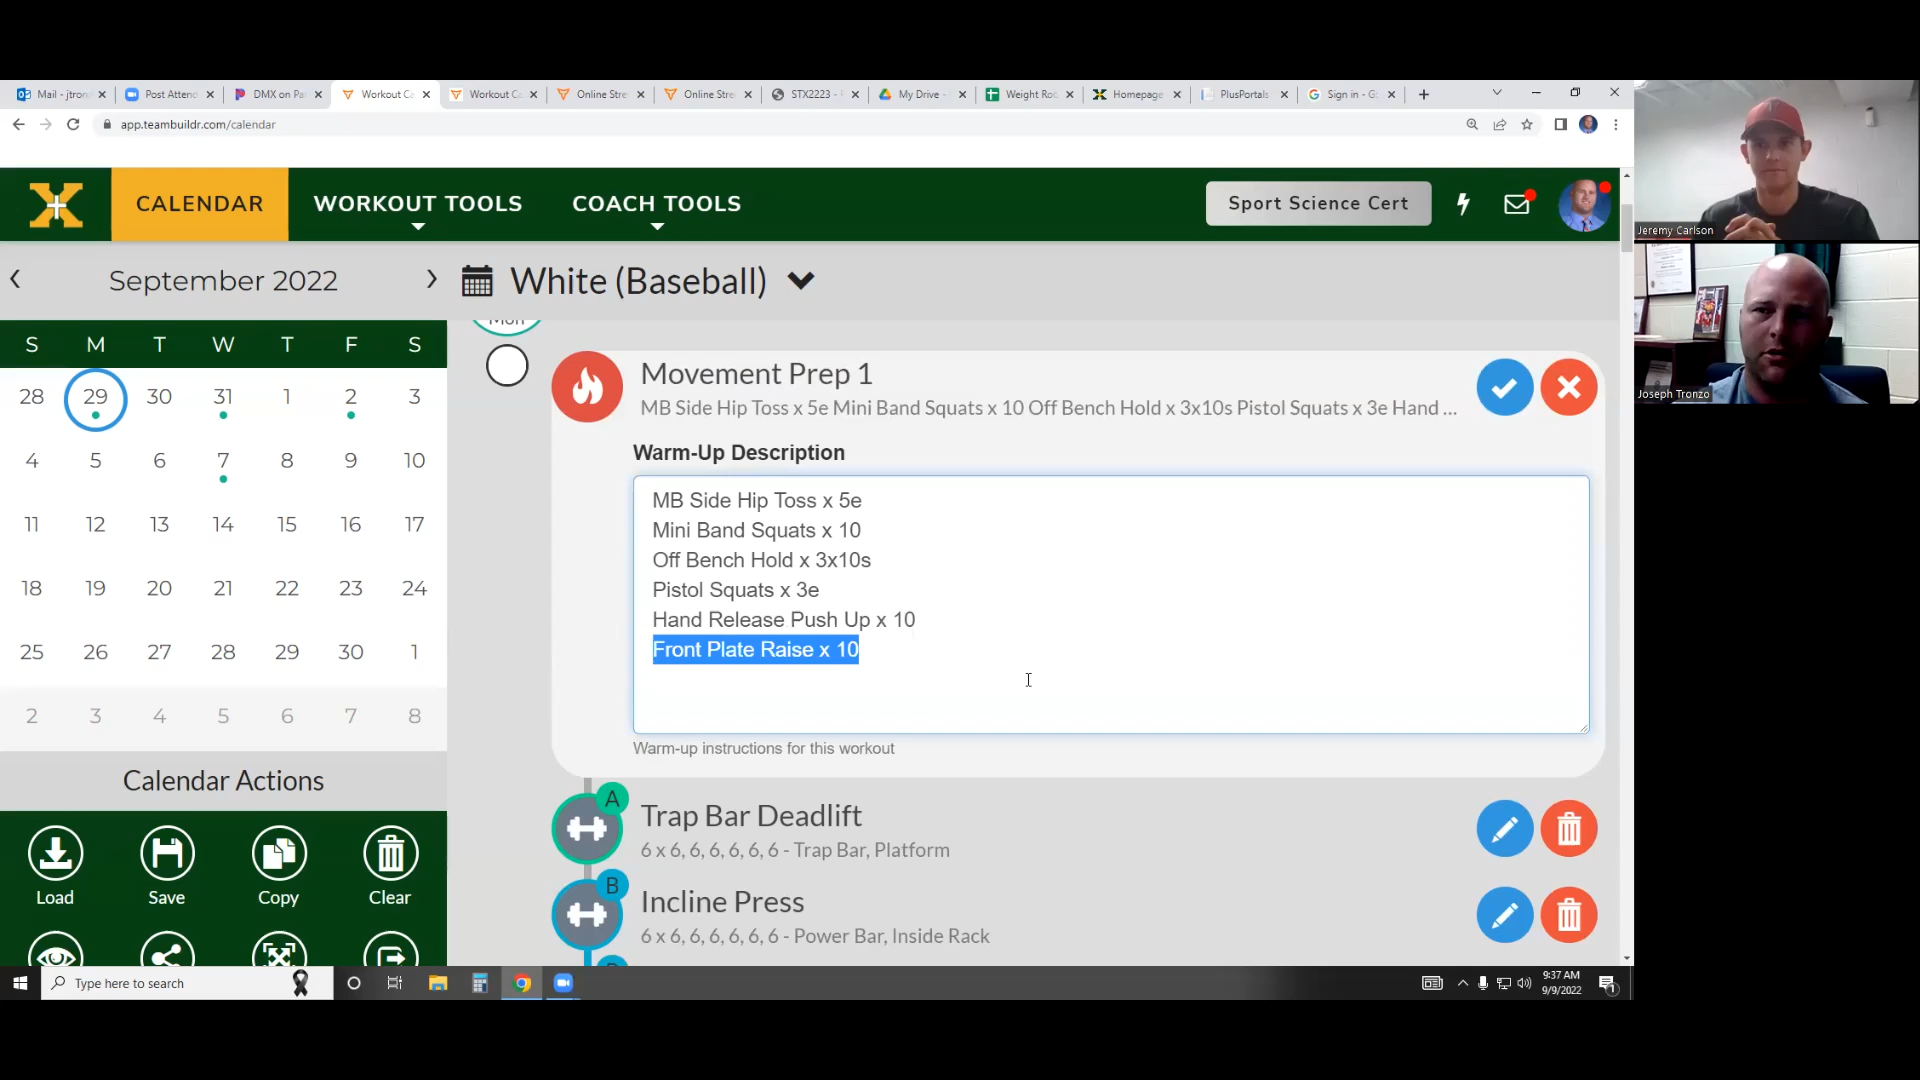 Mail - jtron
Post Attend
DMX on Pa
Workout Ca
Workout Ca
Online Stre
Online Stre
STX2223 -
My Drive -
Weight Roo
Homepage
PlusPortals
Sign in - G
app.teambuildr.com/calendar
CALENDAR
WORKOUT TOOLS
COACH TOOLS
Sport Science Cert
September 2022
White (Baseball)
S M T W T F S
28 29 30 31 1 2 3
4 5 6 7 8 9 10
11 12 13 14 15 16 17
18 19 20 21 22 23 24
25 26 27 28 29 30 1
2 3 4 5 6 7 8
Calendar Actions
Load
Save
Copy
Clear
Mon
Movement Prep 1
MB Side Hip Toss x 5e Mini Band Squats x 10 Off Bench Hold x 3x10s Pistol Squats x 3e Hand ...
Warm-Up Description
MB Side Hip Toss x 5e
Mini Band Squats x 10
Off Bench Hold x 3x10s
Pistol Squats x 3e
Hand Release Push Up x 10
Front Plate Raise x 10
Warm-up instructions for this workout
A
Trap Bar Deadlift
6 x 6, 6, 6, 6, 6, 6 - Trap Bar, Platform
B
Incline Press
6 x 6, 6, 6, 6, 6, 6 - Power Bar, Inside Rack
Jeremy Carlson
Joseph Tronzo
Type here to search
9:37 AM
9/9/2022
1